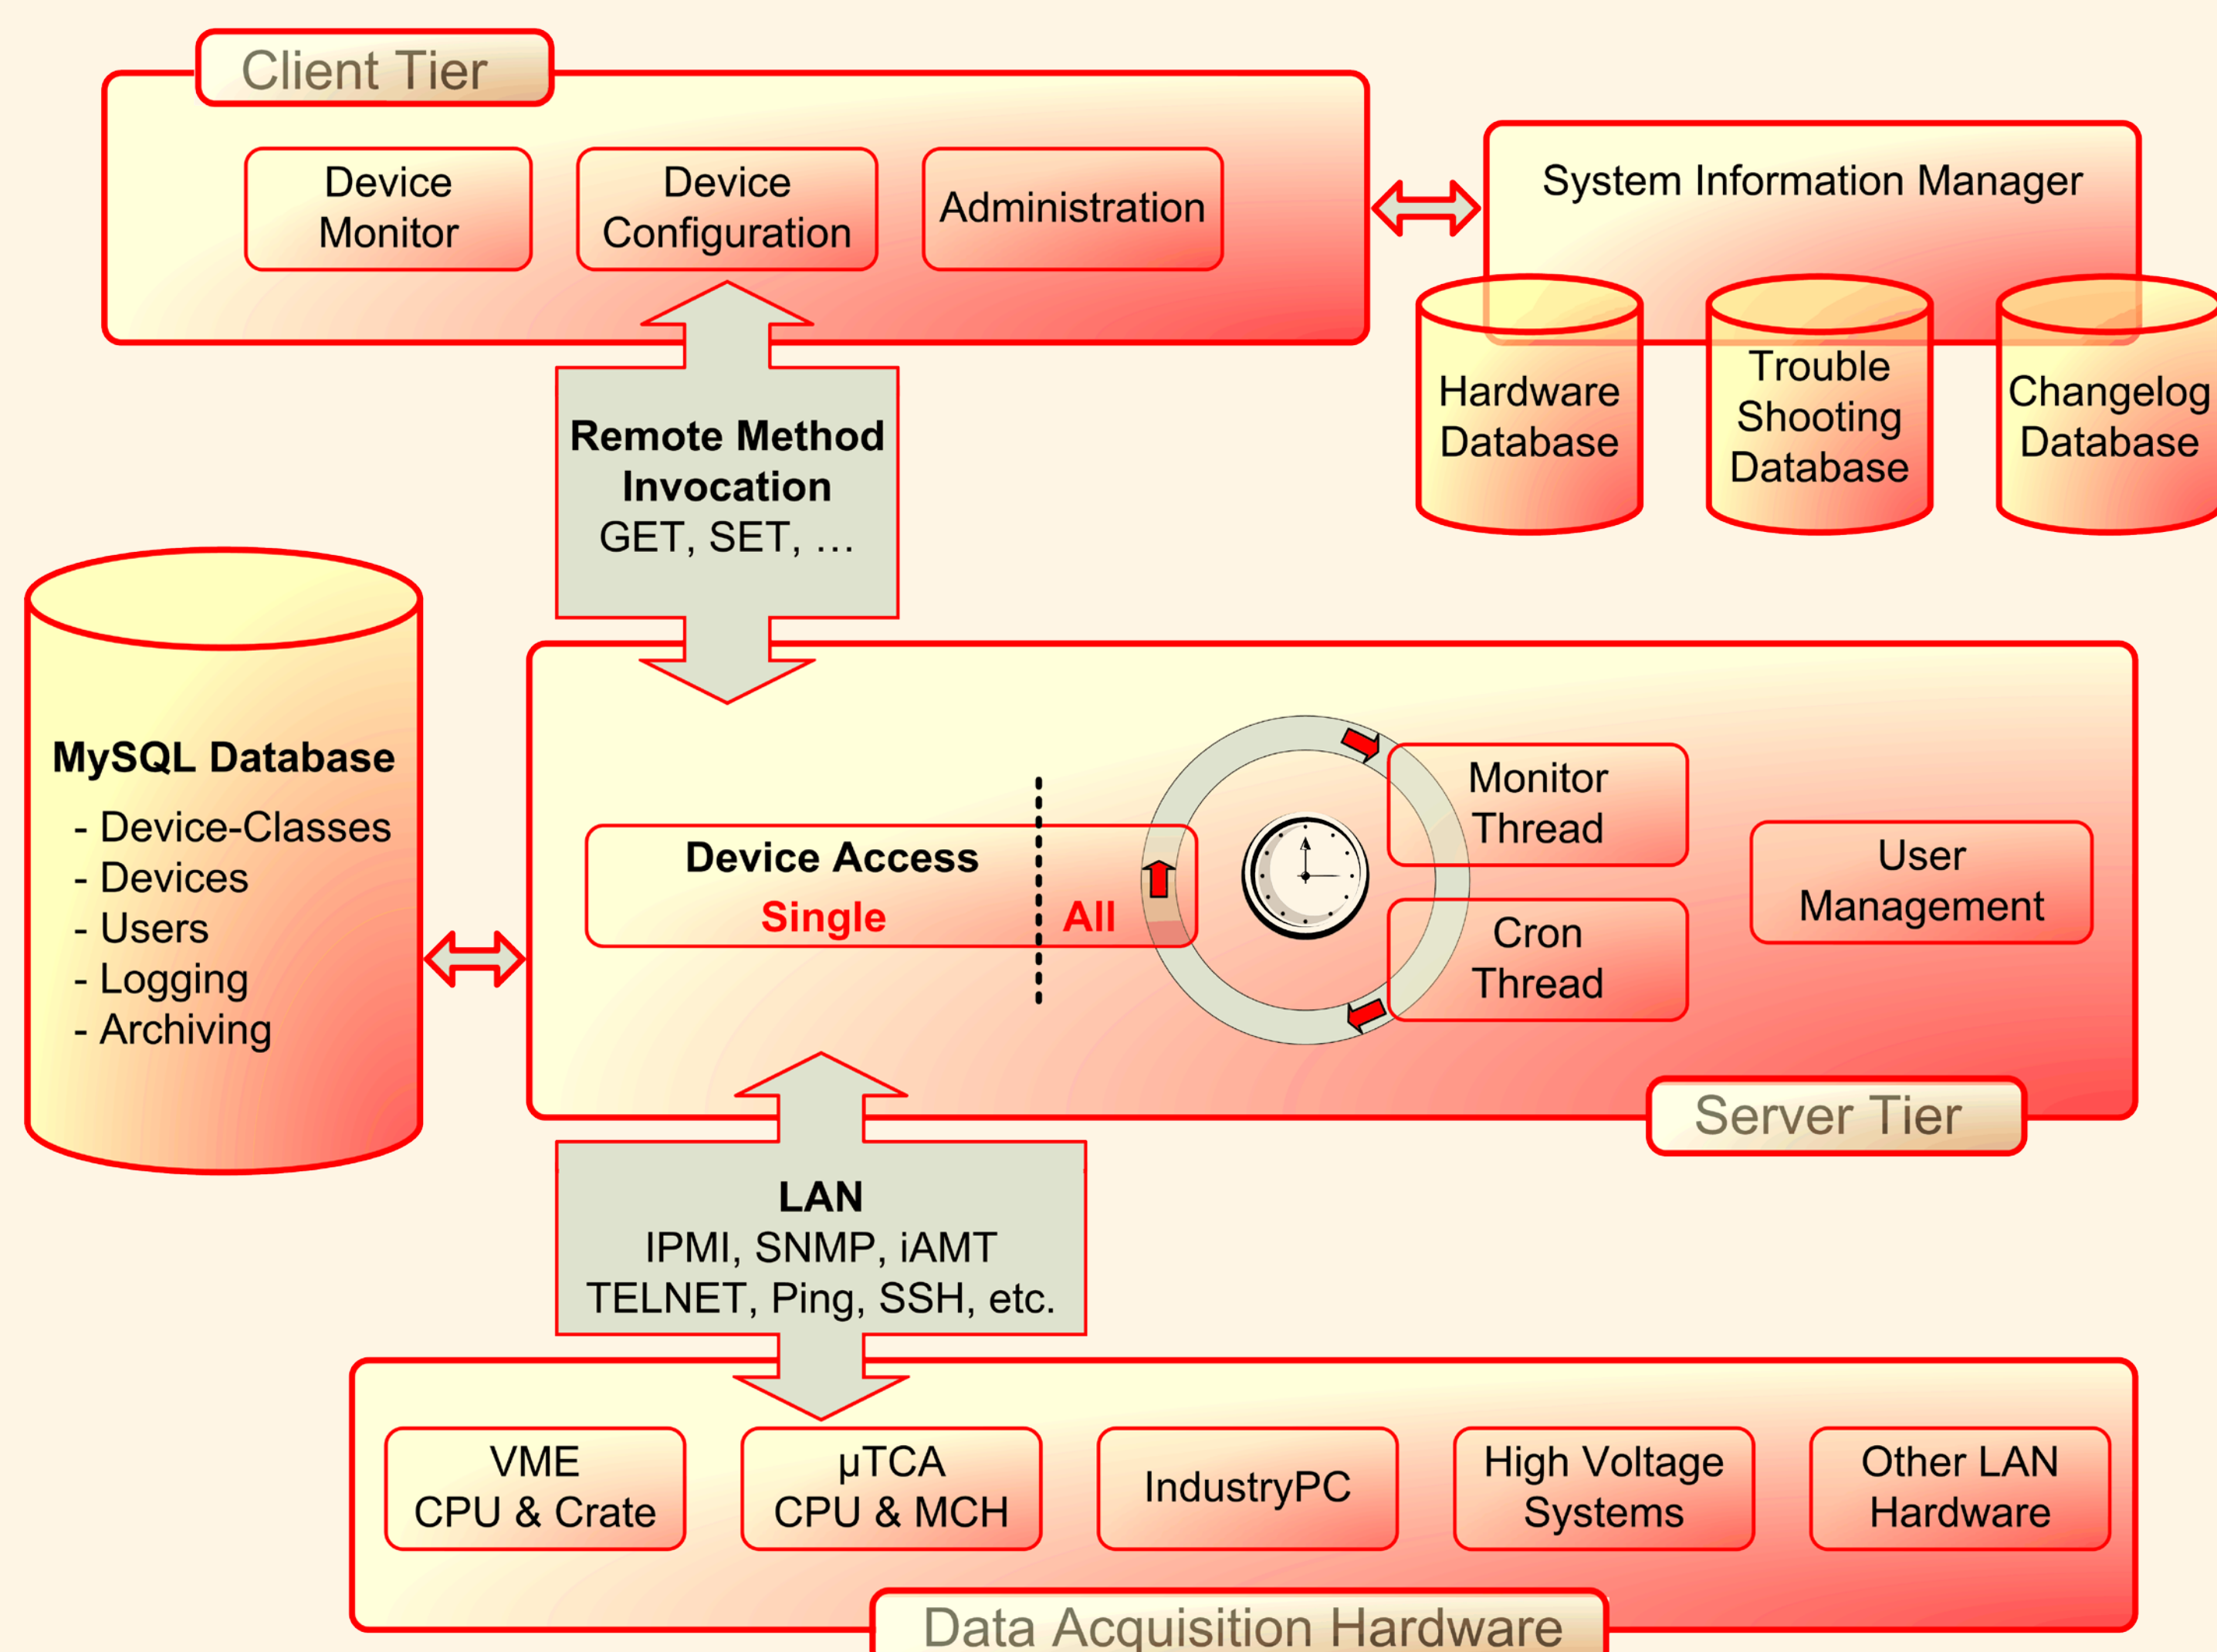 Client Tier
Device
Monitor
Device
Configuration
Administration
System Information Manager
Hardware
Database
Trouble
Shooting
Database
Changelog
Database
Remote Method
Invocation
GET, SET, …
MySQL Database
- Device-Classes
- Devices
- Users
- Logging
- Archiving
Device Access
Single
All
Monitor
Thread
Cron
Thread
User
Management
Server Tier
LAN
IPMI, SNMP, iAMT
TELNET, Ping, SSH, etc.
VME
CPU & Crate
µTCA
CPU & MCH
IndustryPC
High Voltage
Systems
Other LAN
Hardware
Data Acquisition Hardware